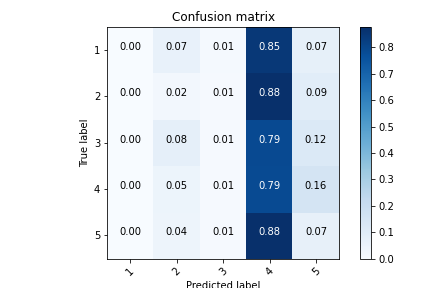 Confusion matrix
1 0.00 0.07 0.01 0.85 0.07
2 0.00 0.02 0.01 0.88 0.09
3 0.00 0.08 0.01 0.79 0.12
4 0.00 0.05 0.01 0.79 0.16
5 0.00 0.04 0.01 0.88 0.07
True label
1 2 3 4 5
Predicted label
0.8
0.7
0.6
0.5
0.4
0.3
0.2
0.1
0.0